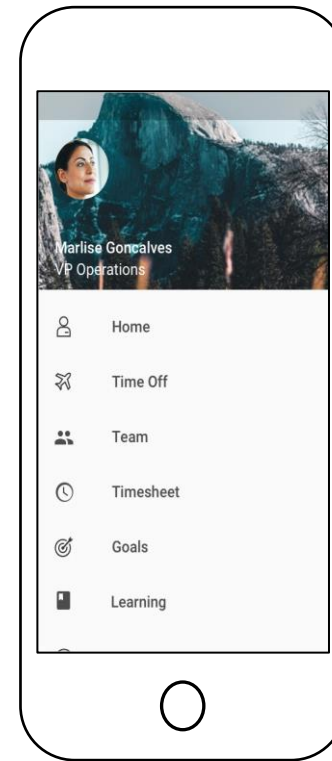 Marlise Goncalves
VP Operations
Home
Time Off
Team
Timesheet
Goals
Learning